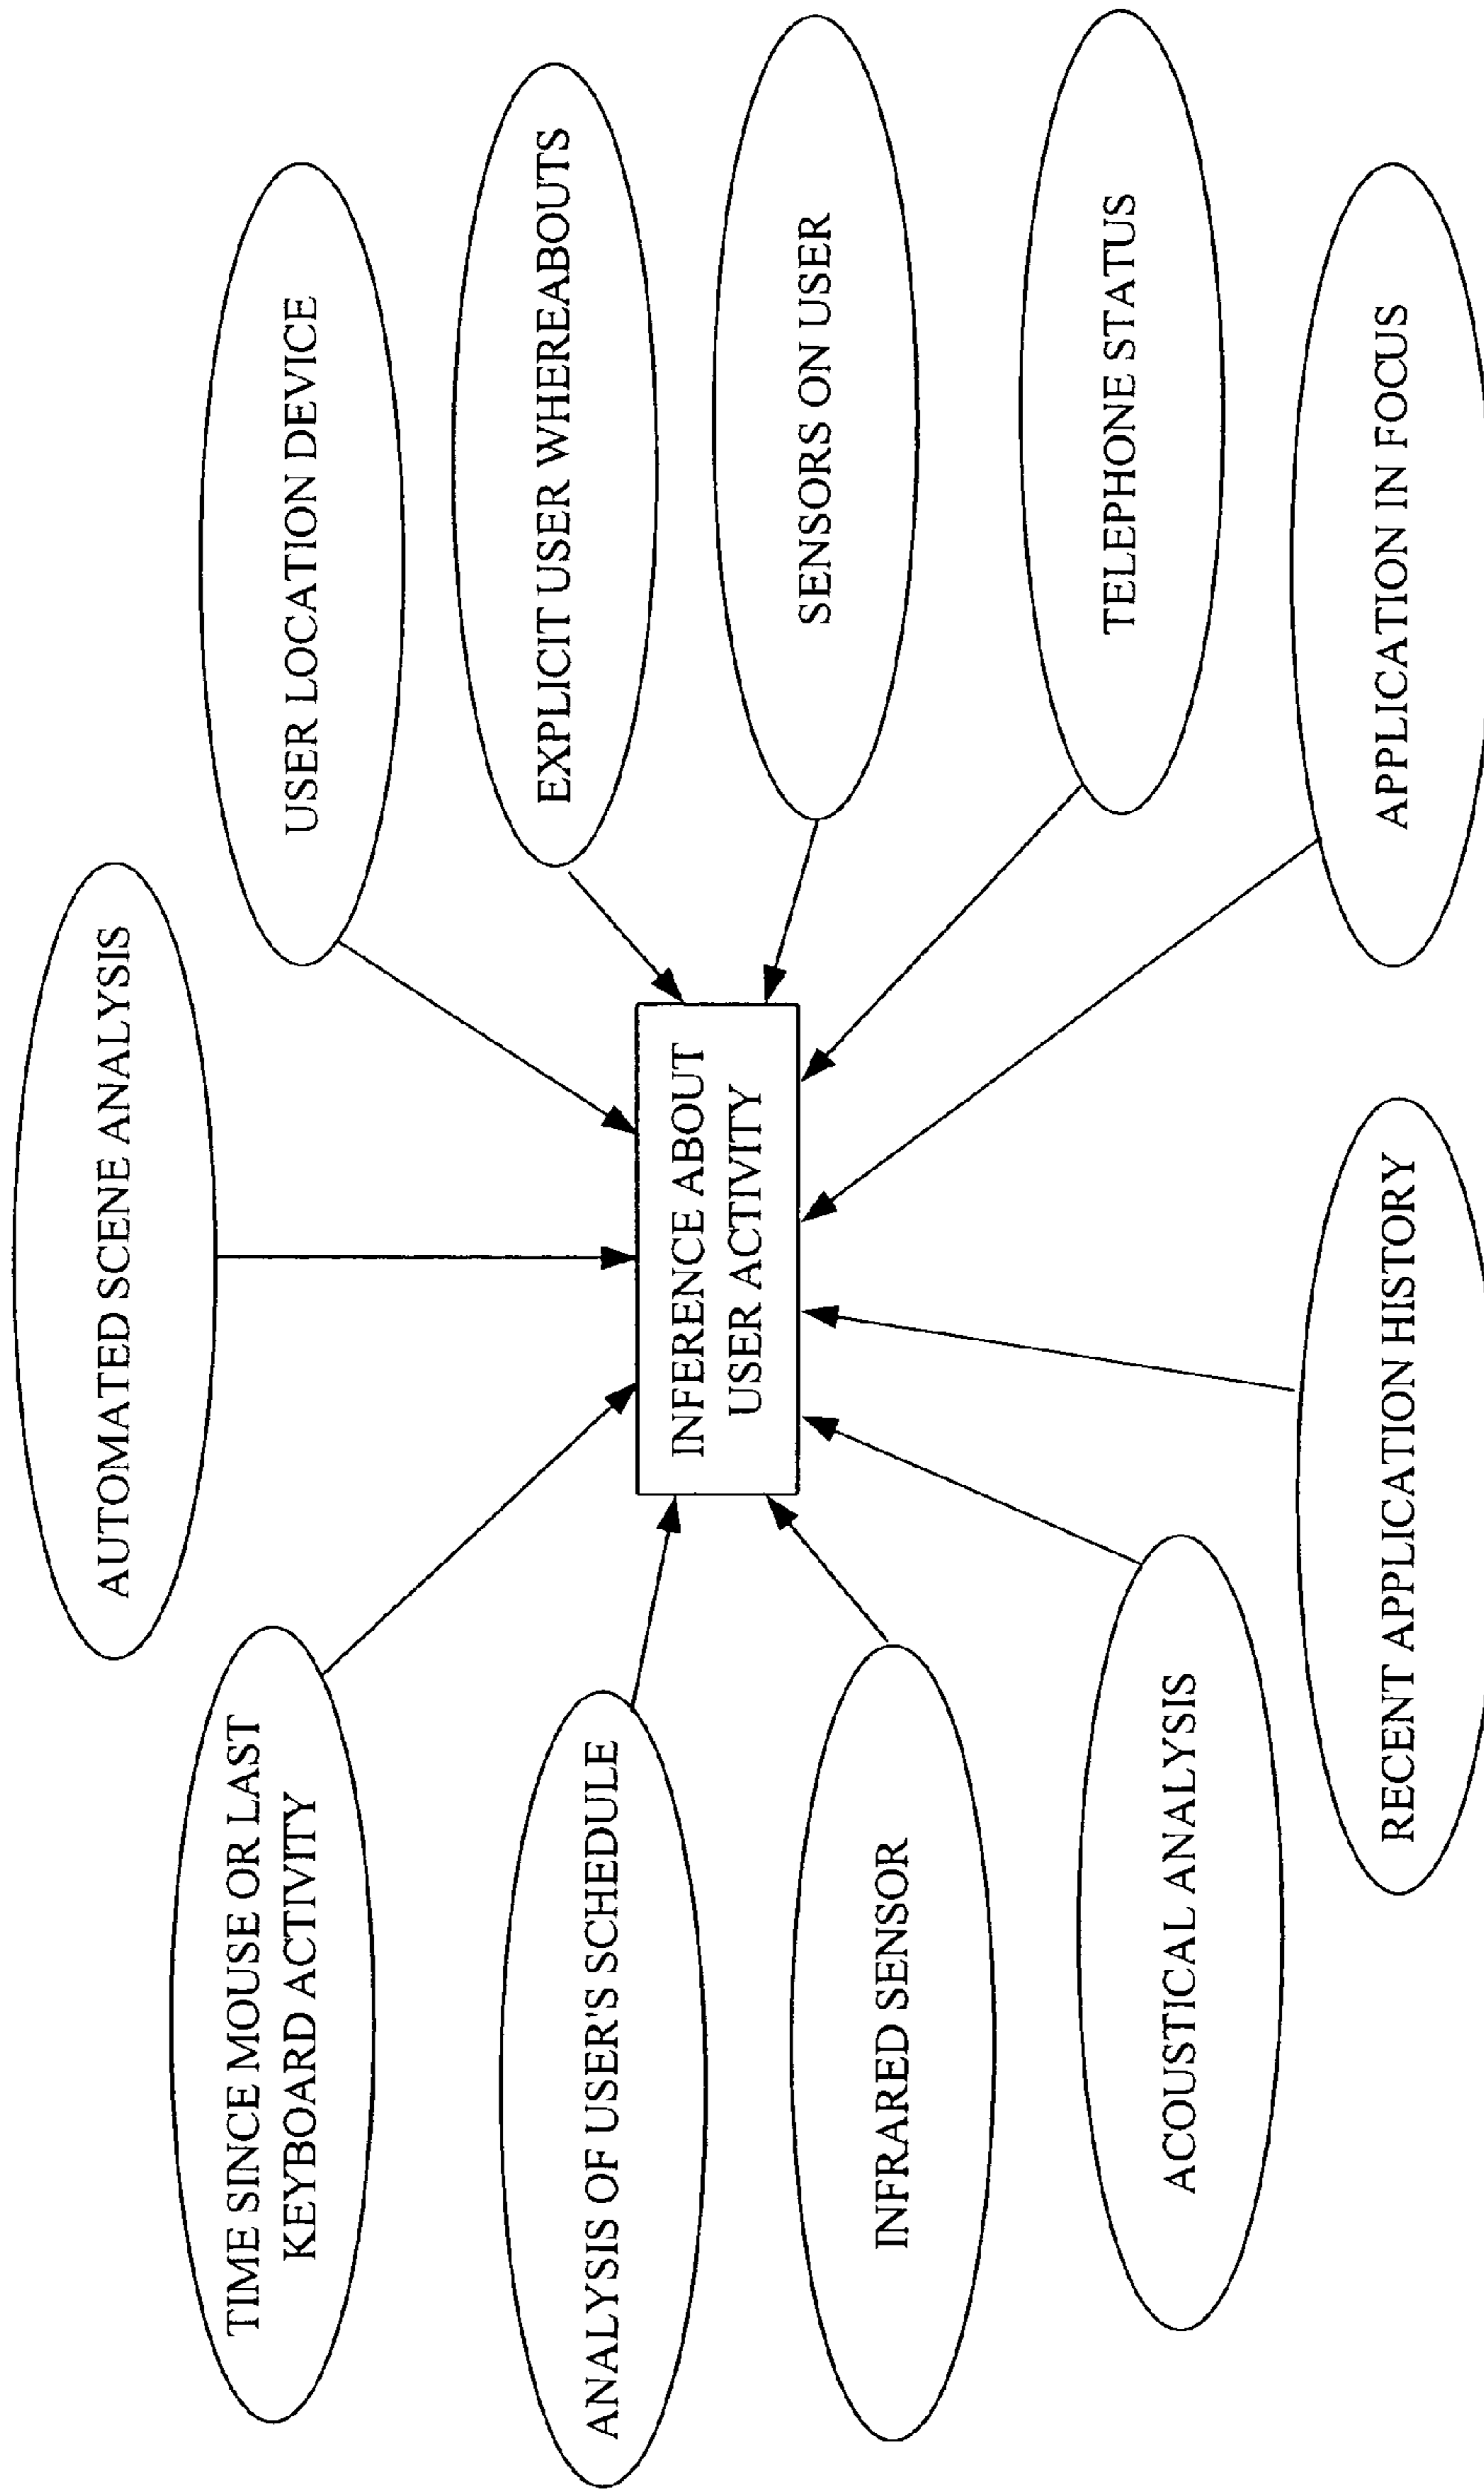 AUTOMATED SCENE ANALYSIS
TIME SINCE MOUSE OR LAST
KEYBOARD ACTIVITY
USER LOCATION DEVICE
ANALYSIS OF USER'S SCHEDULE
EXPLICIT USER WHEREABOUTS
INFERENCE ABOUT
USER ACTIVITY
INFRARED SENSOR
SENSORS ON USER
ACOUSTICAL ANALYSIS
TELEPHONE STATUS
RECENT APPLICATION HISTORY
APPLICATION IN FOCUS